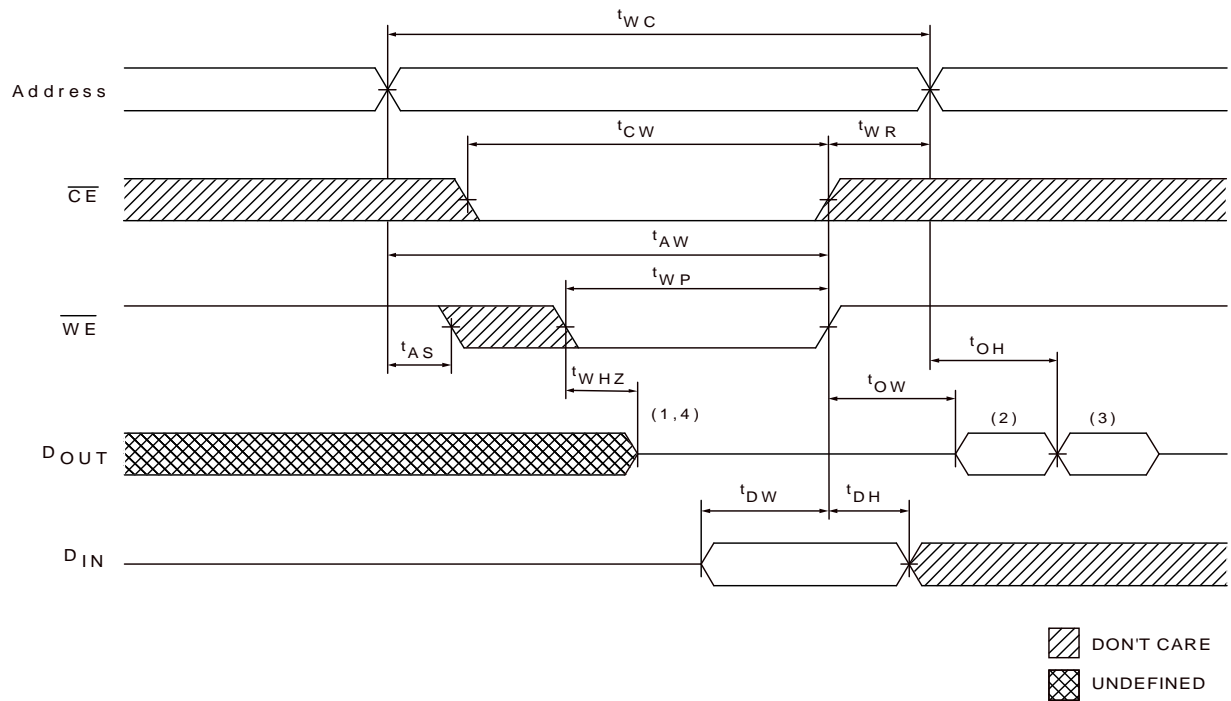 tWC
Address
tCW
tWR
CE
tAW
tWP
WE
tAS
tOH
tWHZ
tOW
(1,4)
(2)
(3)
DOUT
tDW
tDH
DIN
DON'T CARE
UNDEFINED